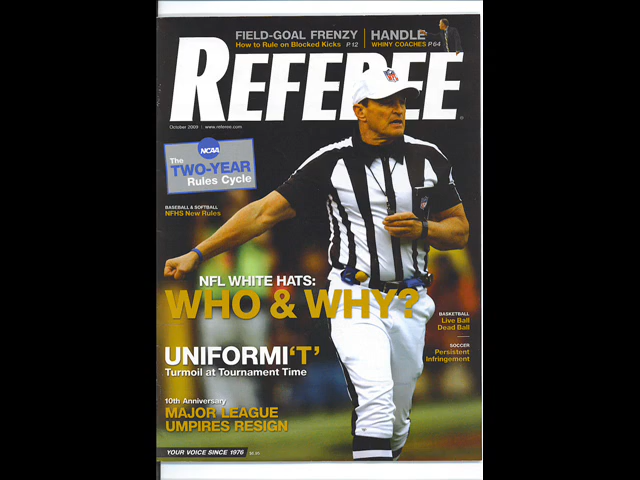 FIELD-GOAL FRENZY
How to Rule on Blocked Kicks P 12
HANDLE
WHINY COACHES P 64
REFEREE
October 2009 | www.referee.com
NCAA
The
TWO-YEAR
Rules Cycle
BASEBALL & SOFTBALL
NFHS New Rules
NFL WHITE HATS:
WHO & WHY?
BASKETBALL
Live Ball
Dead Ball
SOCCER
Persistent
Infringement
UNIFORMI'T'
Turmoil at Tournament Time
10th Anniversary
MAJOR LEAGUE
UMPIRES RESIGN
YOUR VOICE SINCE 1976